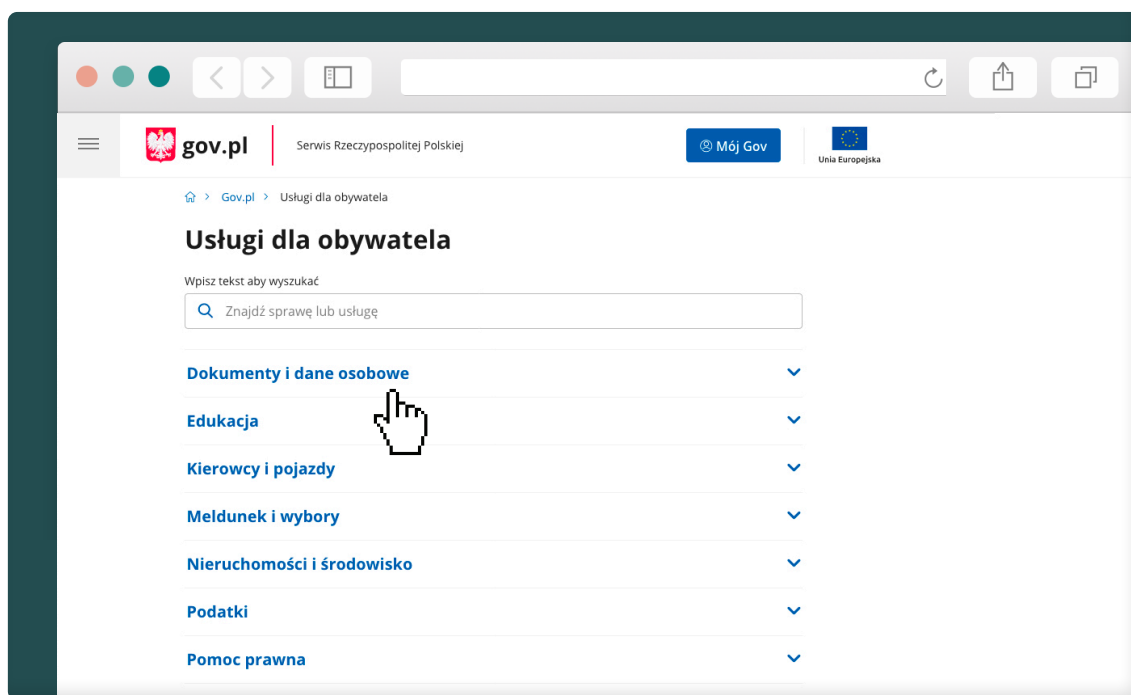 gov.pl
Serwis Rzeczypospolitej Polskiej
Mój Gov
Unia Europejska
Gov.pl
Usługi dla obywatela
Usługi dla obywatela
Wpisz tekst aby wyszukać
Znajdź sprawę lub usługę
Dokumenty i dane osobowe
Edukacja
Kierowcy i pojazdy
Meldunek i wybory
Nieruchomości i środowisko
Podatki
Pomoc prawna